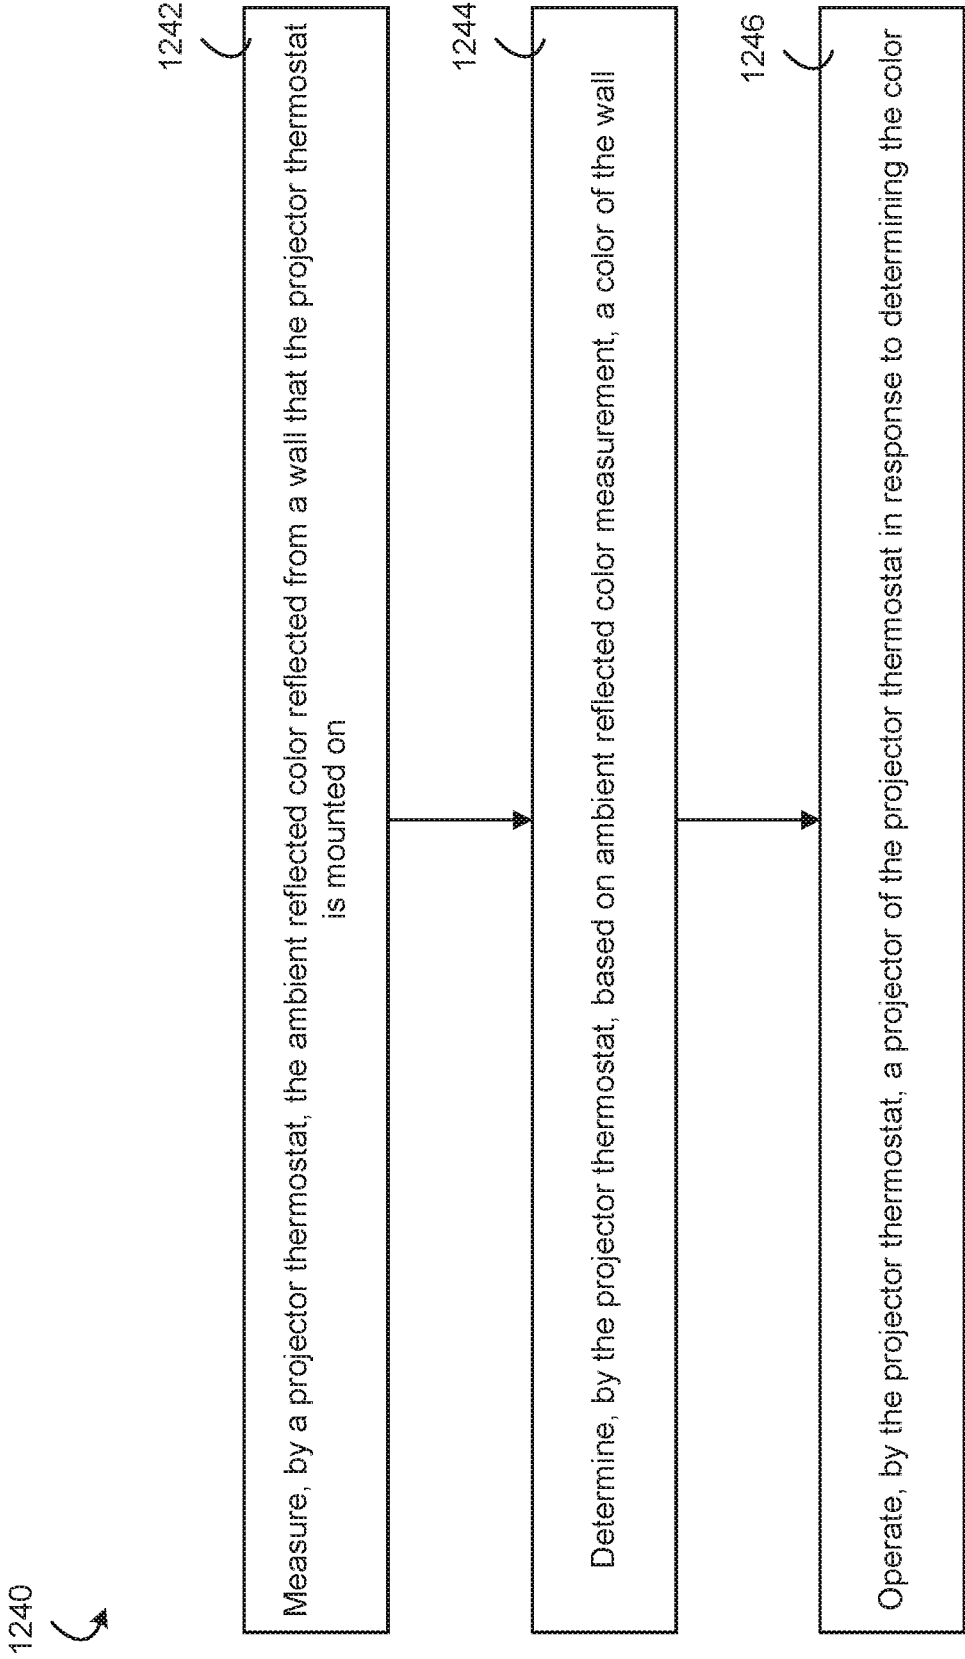 1240
1242
Measure, by a projector thermostat, the ambient reflected color reflected from a wall that the projector thermostat
is mounted on
1244
Determine, by the projector thermostat, based on ambient reflected color measurement, a color of the wall
1246
Operate, by the projector thermostat, a projector of the projector thermostat in response to determining the color